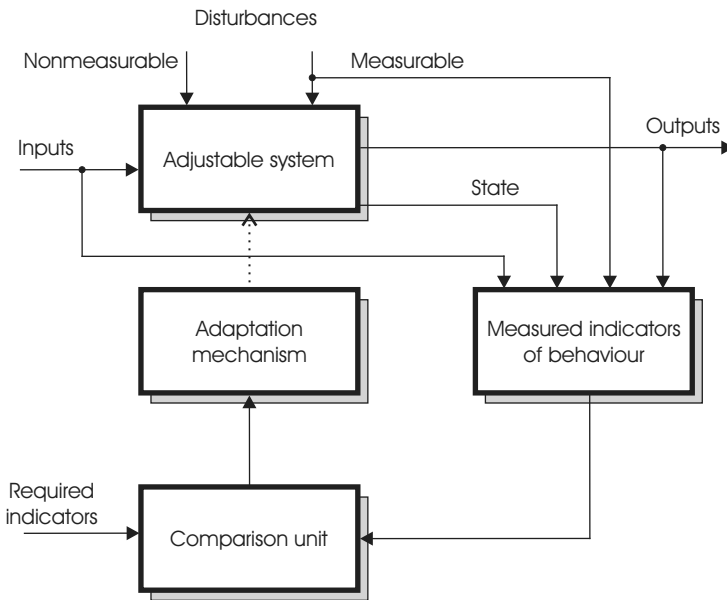 Disturbances
Nonmeasurable
Measurable
Inputs
Adjustable system
Outputs
State
Adaptation
mechanism
Measured indicators
of behaviour
Required
indicators
Comparison unit